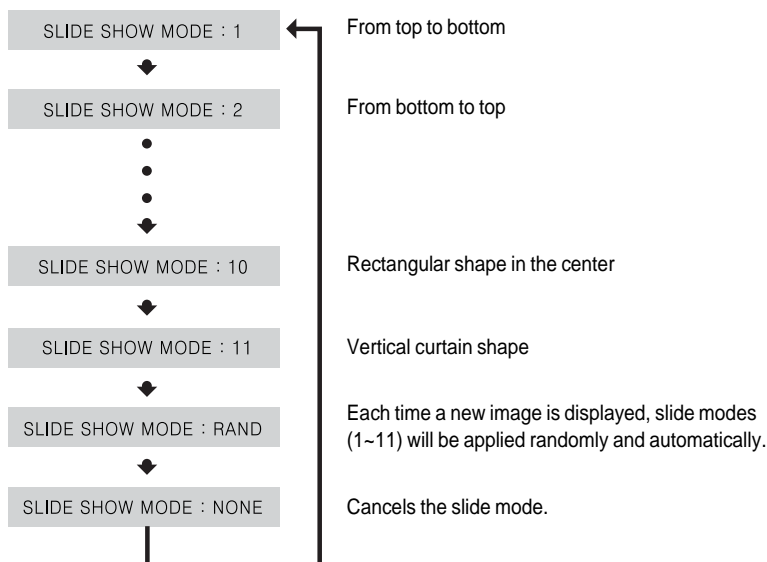 SLIDE SHOW MODE : 1
From top to bottom
SLIDE SHOW MODE : 2
From bottom to top
SLIDE SHOW MODE : 10
Rectangular shape in the center
SLIDE SHOW MODE : 11
Vertical curtain shape
SLIDE SHOW MODE : RAND
Each time a new image is displayed, slide modes
(1~11) will be applied randomly and automatically.
SLIDE SHOW MODE : NONE
Cancels the slide mode.